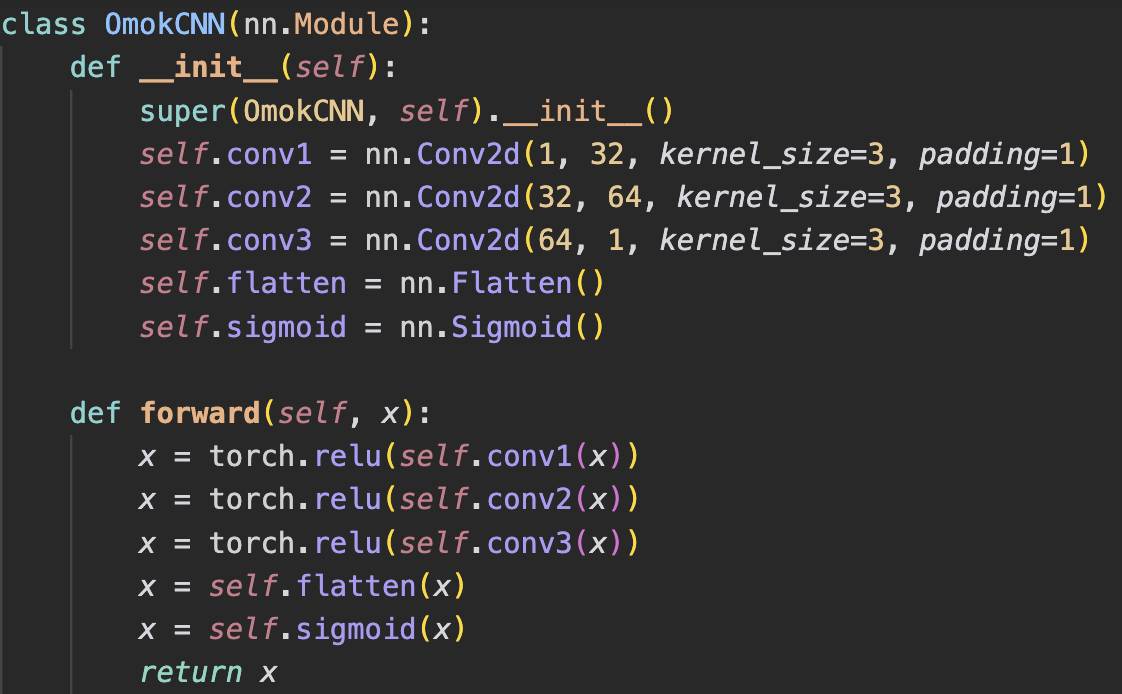 class OmokCNN(nn.Module):
    def __init__(self):
        super(OmokCNN, self).__init__()
        self.conv1 = nn.Conv2d(1, 32, kernel_size=3, padding=1)
        self.conv2 = nn.Conv2d(32, 64, kernel_size=3, padding=1)
        self.conv3 = nn.Conv2d(64, 1, kernel_size=3, padding=1)
        self.flatten = nn.Flatten()
        self.sigmoid = nn.Sigmoid()

    def forward(self, x):
        x = torch.relu(self.conv1(x))
        x = torch.relu(self.conv2(x))
        x = torch.relu(self.conv3(x))
        x = self.flatten(x)
        x = self.sigmoid(x)
        return x